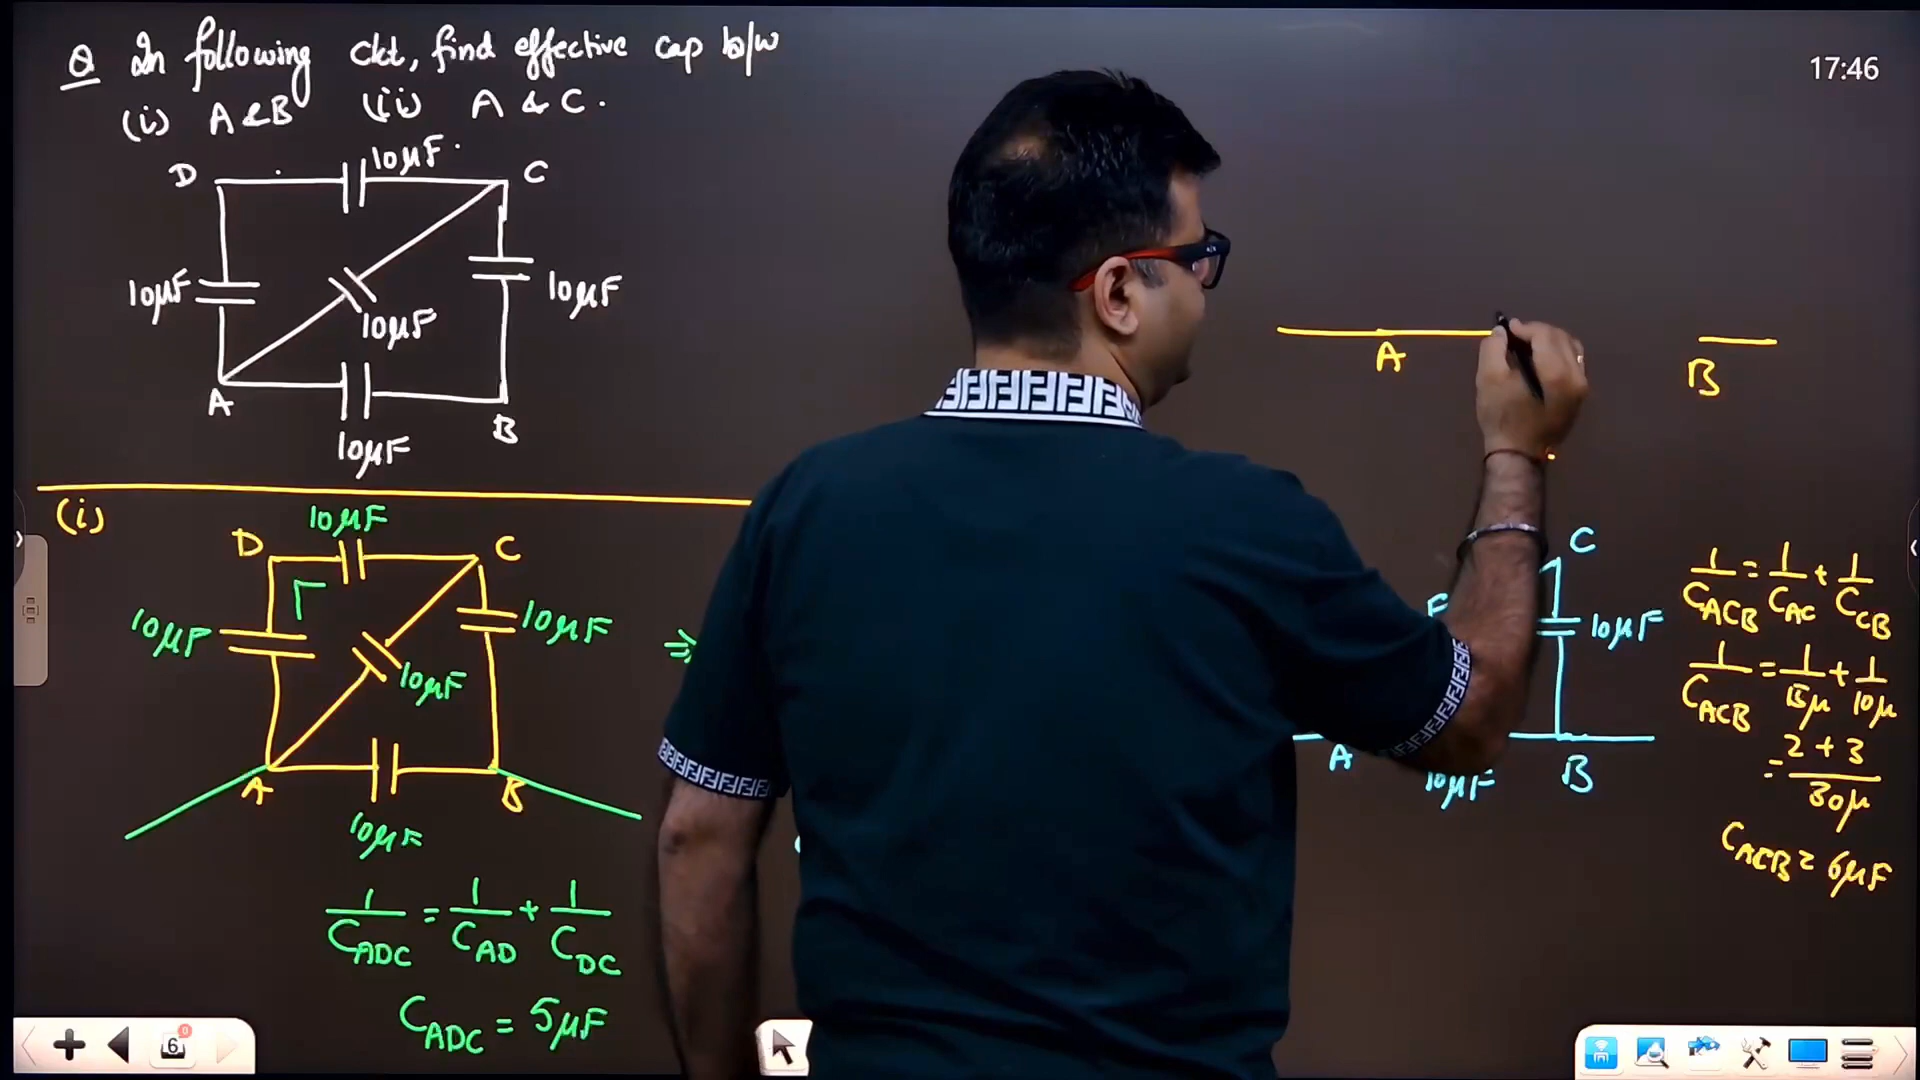 Q In following ckt, find effective cap b/w
(i) A & B (ii) A & C.
10µF.
D
C
10µF
10µF
10µF
A
B
10µF
(i)
10µF
D
C
10µF
10µF
10µF
A
B
10µF
1/C_ADC = 1/C_AD + 1/C_DC
C_ADC = 5µF
⇒
17:46
A
B
C
F
10µF
A
10µF
B
1/C_ACB = 1/C_AC + 1/C_CB
1/C_ACB = 1/15µ + 1/10µ
= 2 + 3/30µ
C_ACB = 6µF
6
0